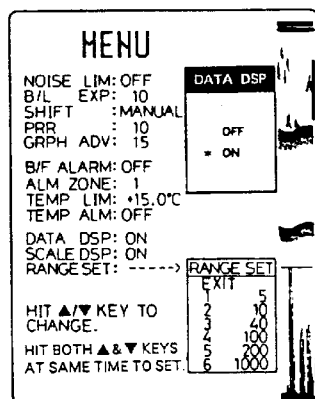 MENU
NOISE LIM: OFF
B/L EXP: 10
SHIFT : MANUAL
PRR : 10
GRPH ADV: 15
B/F ALARM: OFF
ALM ZONE: 1
TEMP LIM: +15.0°C
TEMP ALM: OFF
DATA DSP: ON
SCALE DSP: ON
RANGE SET: ----->
HIT ▲/▼ KEY TO
CHANGE.
HIT BOTH ▲&▼ KEYS
AT SAME TIME TO SET.
DATA DSP
OFF
* ON
RANGE SET
EXIT
1 5
2 10
3 40
4 100
5 200
6 1000